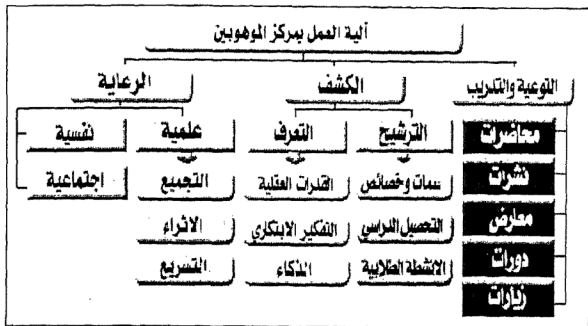 آلية العمل بمركز الموهوبين
التوعية والتدريب
الكشف
الرعاية
محاضرات
الترشيح
التعرف
علمية
نفسية
نشرات
سمات وخصائص
القدرات العقلية
التجميع
اجتماعية
معارض
التحصيل الدراسي
التفكير الابتكاري
الاثراء
دورات
الانشطة الطلابية
الذكاء
التسريع
زيارات